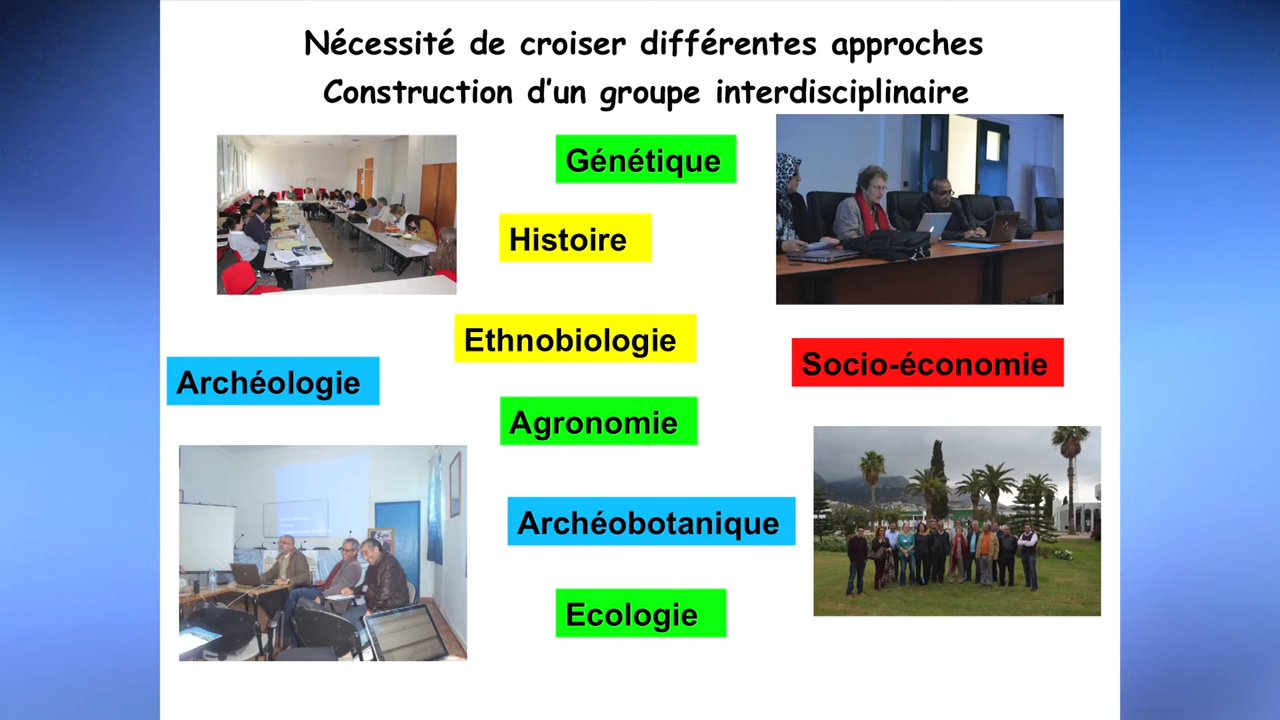 Nécessité de croiser différentes approches
Construction d'un groupe interdisciplinaire
Génétique
Histoire
Ethnobiologie
Socio-économie
Archéologie
Agronomie
Archéobotanique
Ecologie